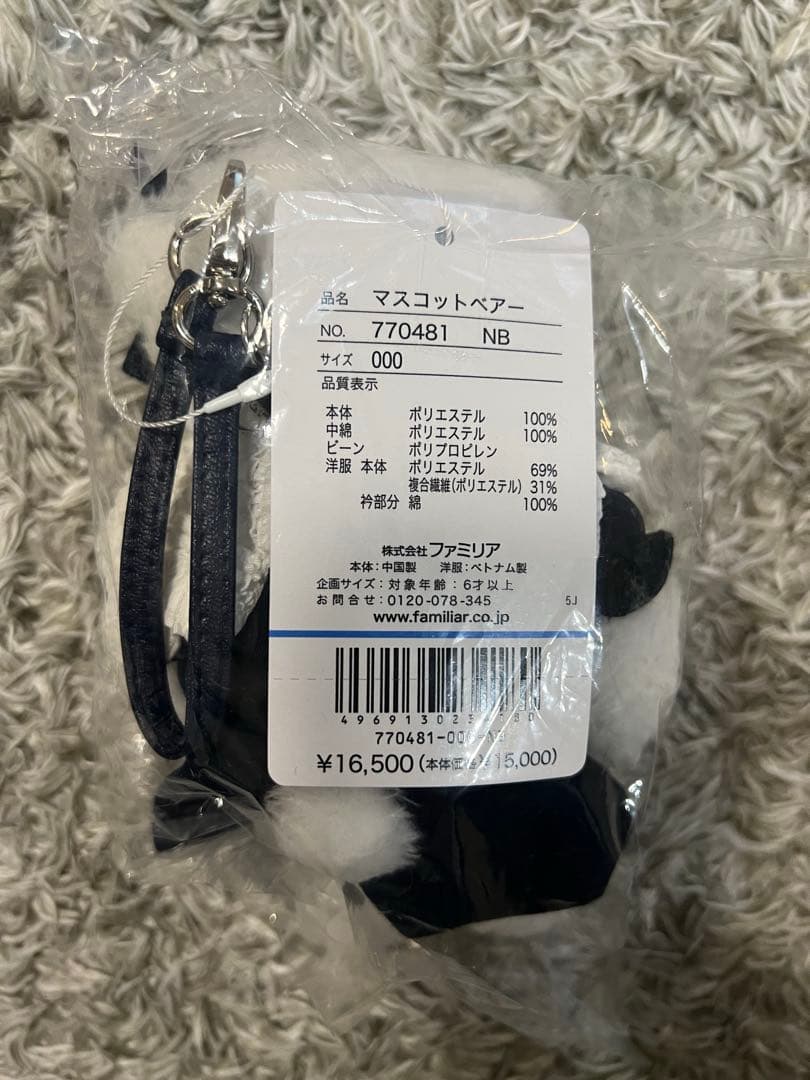 品名 マスコットベアー
NO. 770481 NB
サイズ 000
品質表示
本体 ポリエステル 100%
中綿 ポリエステル 100%
ビーン ポリプロピレン
洋服 本体 ポリエステル 69%
複合繊維(ポリエステル) 31%
衿部分 綿 100%
株式会社ファミリア
本体:中国製 洋服:ベトナム製
企画サイズ:対象年齢:6才以上
お問合せ:0120-078-345 5J
www.familiar.co.jp
¥16,500(本体価格¥15,000)